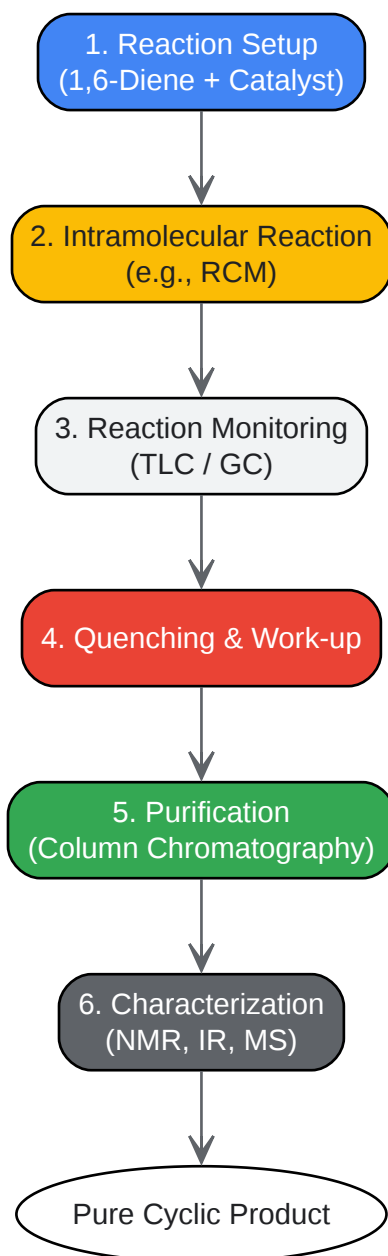 1. Reaction Setup
(1,6-Diene + Catalyst)
2. Intramolecular Reaction
(e.g., RCM)
3. Reaction Monitoring
(TLC / GC)
4. Quenching & Work-up
5. Purification
(Column Chromatography)
6. Characterization
(NMR, IR, MS)
Pure Cyclic Product